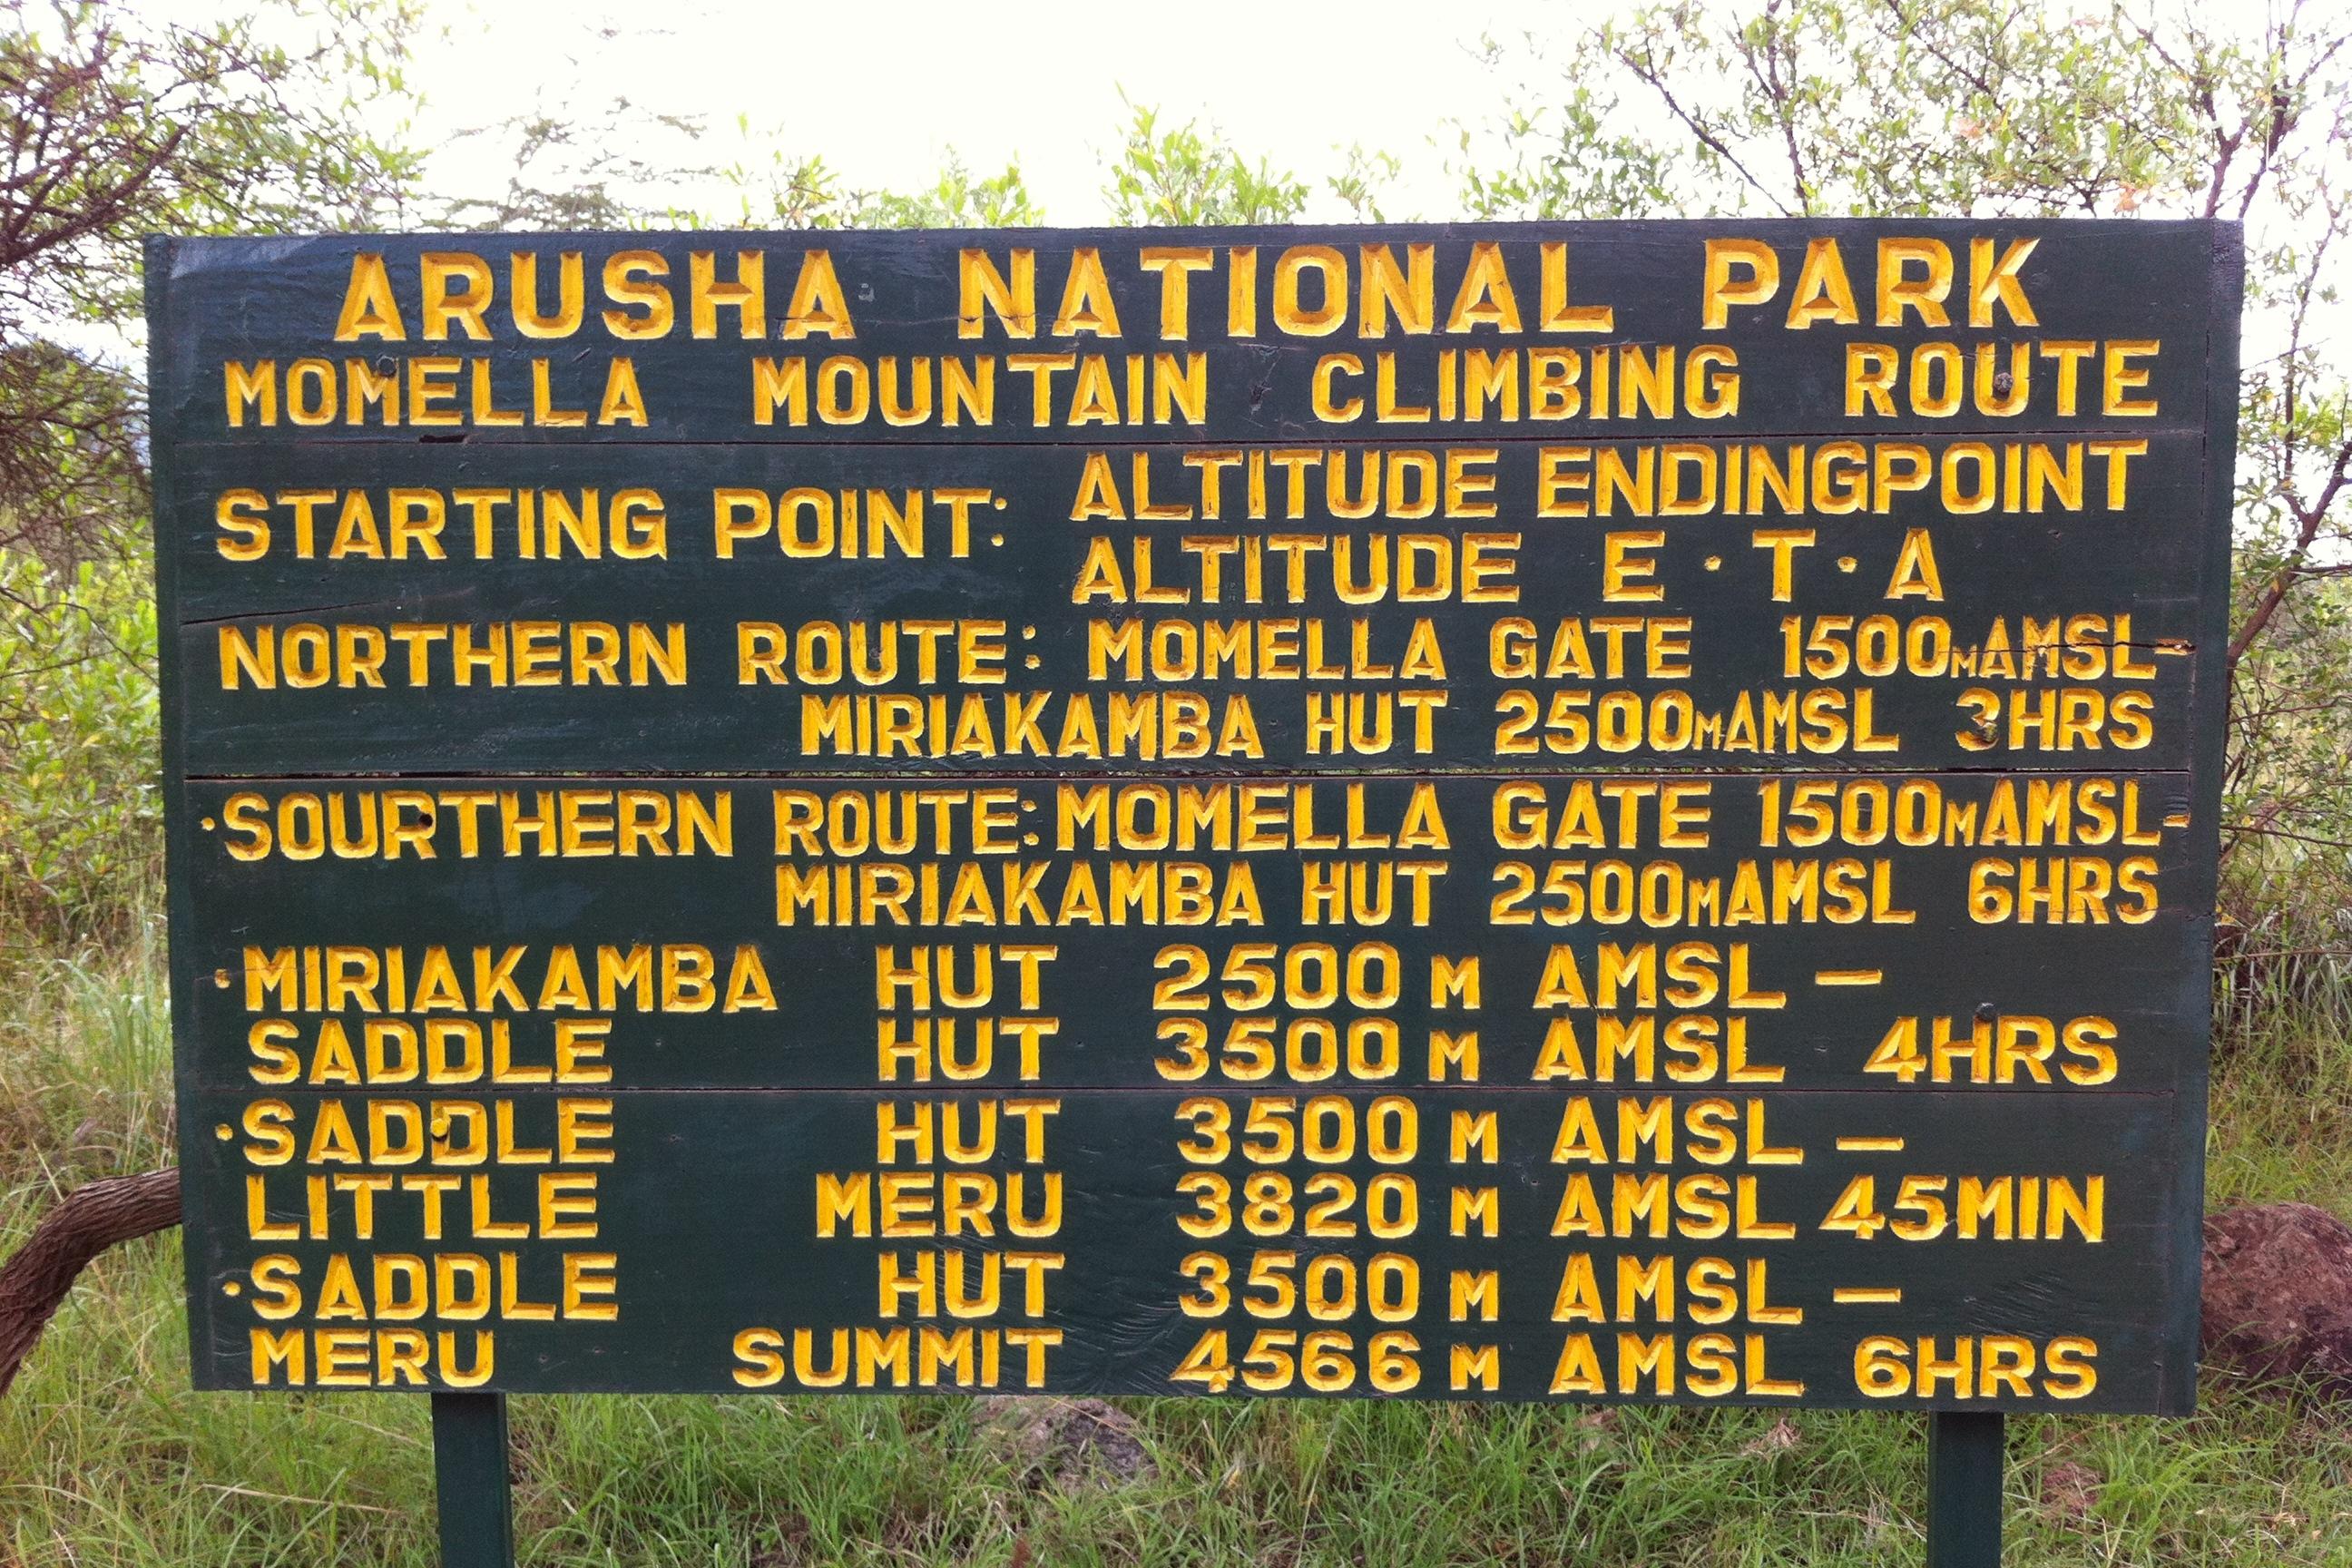 ARUSHA NATIONAL PARK
MOMELLA MOUNTAIN CLIMBING ROUTE
STARTING POINT: ALTITUDE ENDINGPOINT
ALTITUDE E·T·A
NORTHERN ROUTE: MOMELLA GATE 1500MAMSL-
MIRIAKAMBA HUT 2500MAMSL 3HRS
·SOURTHERN ROUTE: MOMELLA GATE 1500MAMSL-
MIRIAKAMBA HUT 2500MAMSL 6HRS
·MIRIAKAMBA HUT 2500 M AMSL —
SADDLE HUT 3500 M AMSL 4HRS
·SADDLE HUT 3500 M AMSL —
LITTLE MERU 3820 M AMSL 45MIN
·SADDLE HUT 3500 M AMSL —
MERU SUMMIT 4566 M AMSL 6HRS